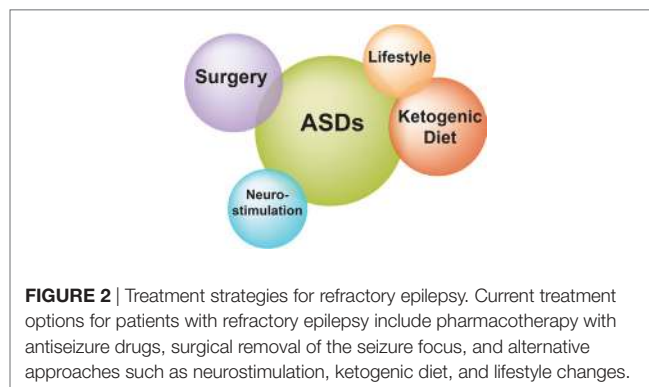 Surgery
Lifestyle
ASDs
Ketogenic
Diet
Neuro-
stimulation
FIGURE 2 | Treatment strategies for refractory epilepsy. Current treatment
options for patients with refractory epilepsy include pharmacotherapy with
antiseizure drugs, surgical removal of the seizure focus, and alternative
approaches such as neurostimulation, ketogenic diet, and lifestyle changes.